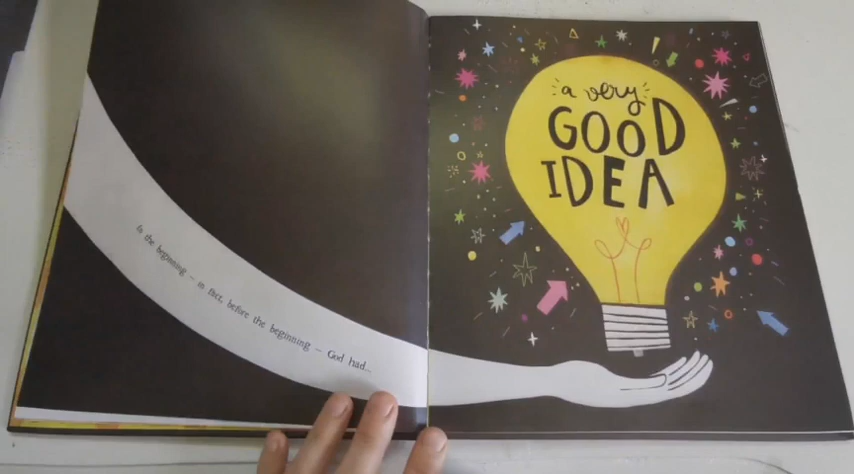 In the beginning – in fact, before the beginning – God had...
a very
GOOD
IDEA